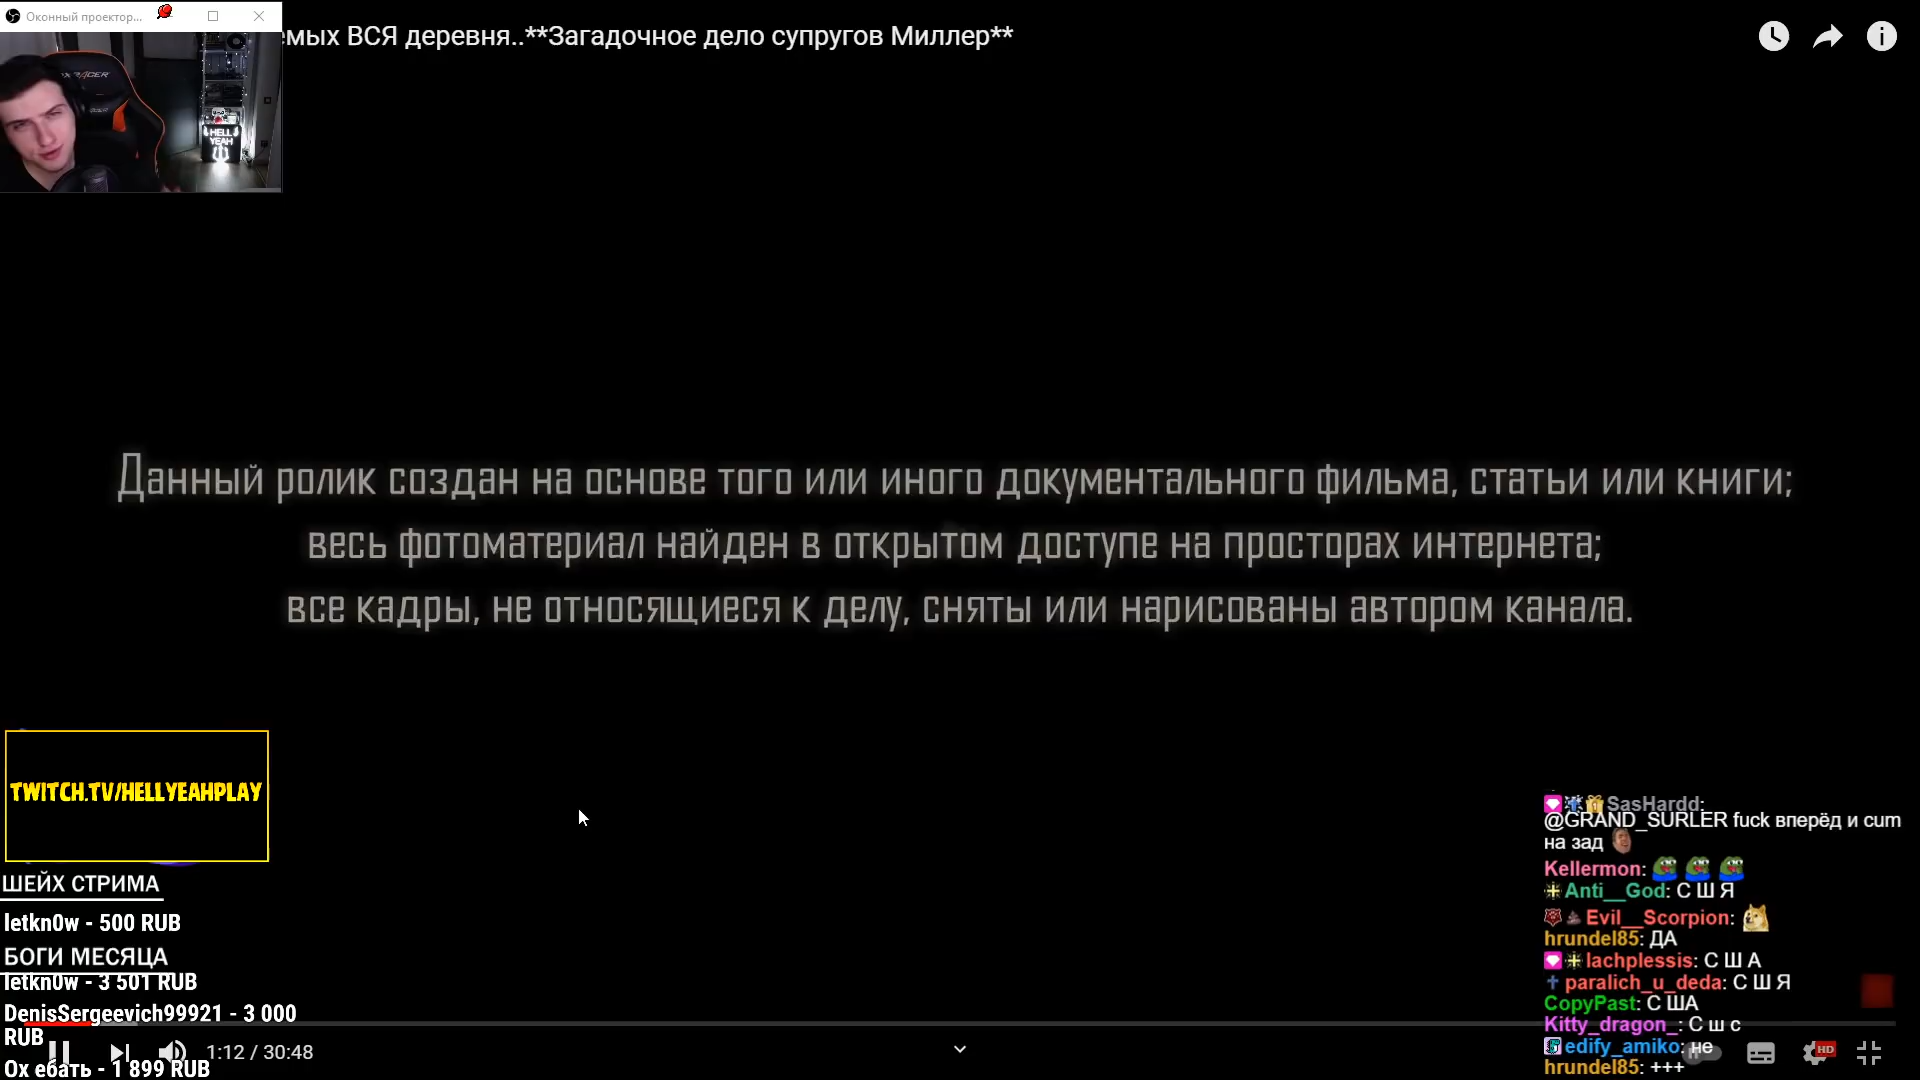 Оконный проектор...
емых ВСЯ деревня..**Загадочное дело супругов Миллер**
RACER
HELL
YEAH
Данный ролик создан на основе того или иного документального фильма, статьи или книги;
весь фотоматериал найден в открытом доступе на просторах интернета;
все кадры, не относящиеся к делу, сняты или нарисованы автором канала.
TWITCH.TV/HELLYEAHPLAY
ШЕЙХ СТРИМА
letkn0w - 500 RUB
БОГИ МЕСЯЦА
letkn0w - 3 501 RUB
DenisSergeevich99921 - 3 000
RUB
Ох ебать - 1 899 RUB
1:12 / 30:48
SasHardd:
@GRAND_SURLER fuck вперёд и cum
на зад
Kellermon:
Anti__God: С Ш Я
Evil__Scorpion:
hrundel85: ДА
lachplessis: С Ш А
paralich_u_deda: С Ш Я
CopyPast: С ША
Kitty_dragon_: С ш с
edify_amiko: не
hrundel85: +++
HD